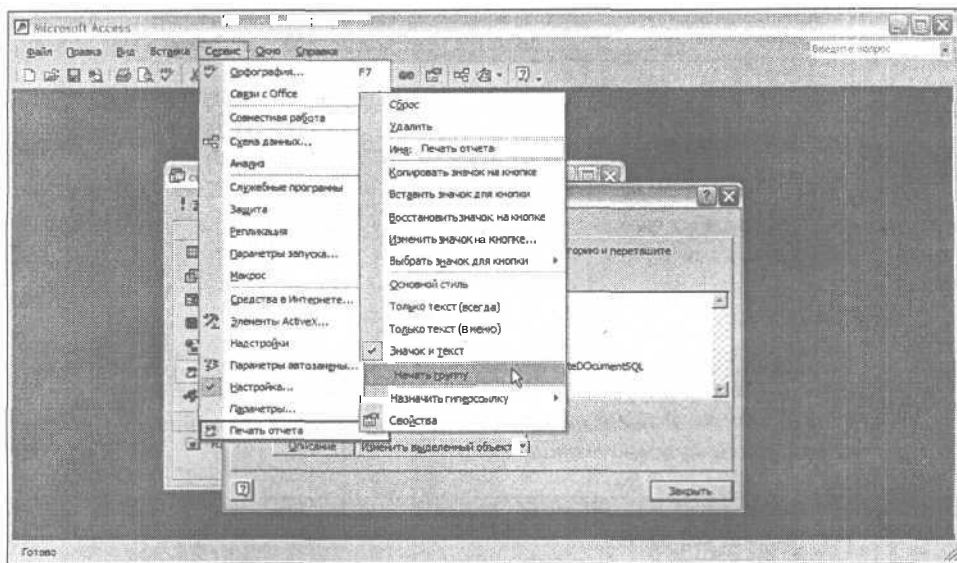 Microsoft Access
Файл Правка Вид Вставка Сервис Окно Справка
Введите вопрос
Орфография... F7
Связи с Office
Совместная работа
Схема данных...
Анализ
Служебные программы
Защита
Репликация
Параметры запуска...
Макрос
Средства в Интернете...
Элементы ActiveX...
Надстройки
Параметры автозамены...
Настройка...
Параметры...
Печать отчета
Сброс
Удалить
Имя: Печать отчета
Копировать значок на кнопке
Вставить значок для кнопки
Восстановить значок на кнопке
Изменить значок на кнопке...
Выбрать значок для кнопки
Основной стиль
Только текст (всегда)
Только текст (в меню)
Значок и текст
Начать группу
Назначить гиперссылку
Свойства
и перетащите
teDOcumentSQL
Описание
Изменить выделенный объект
Закрыть
Готово